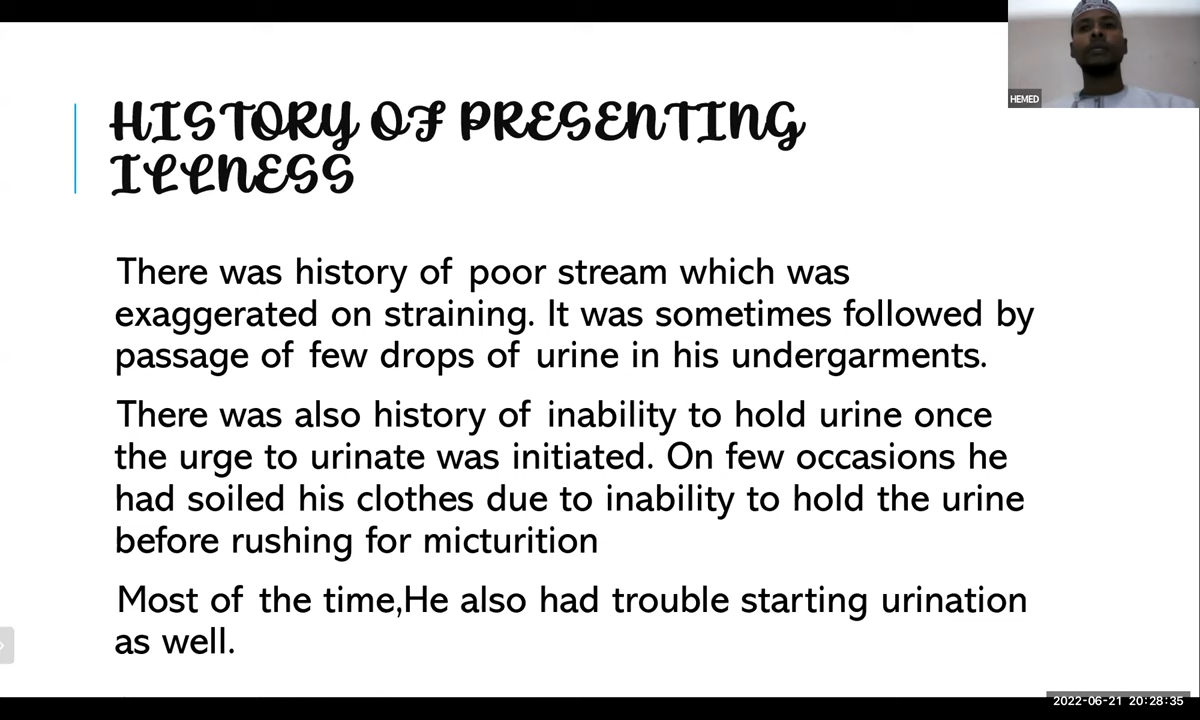 HEMED
HISTORY OF PRESENTING
ILLNESS
There was history of poor stream which was
exaggerated on straining. It was sometimes followed by
passage of few drops of urine in his undergarments.
There was also history of inability to hold urine once
the urge to urinate was initiated. On few occasions he
had soiled his clothes due to inability to hold the urine
before rushing for micturition
Most of the time,He also had trouble starting urination
as well.
2022-06-21 20:28:35